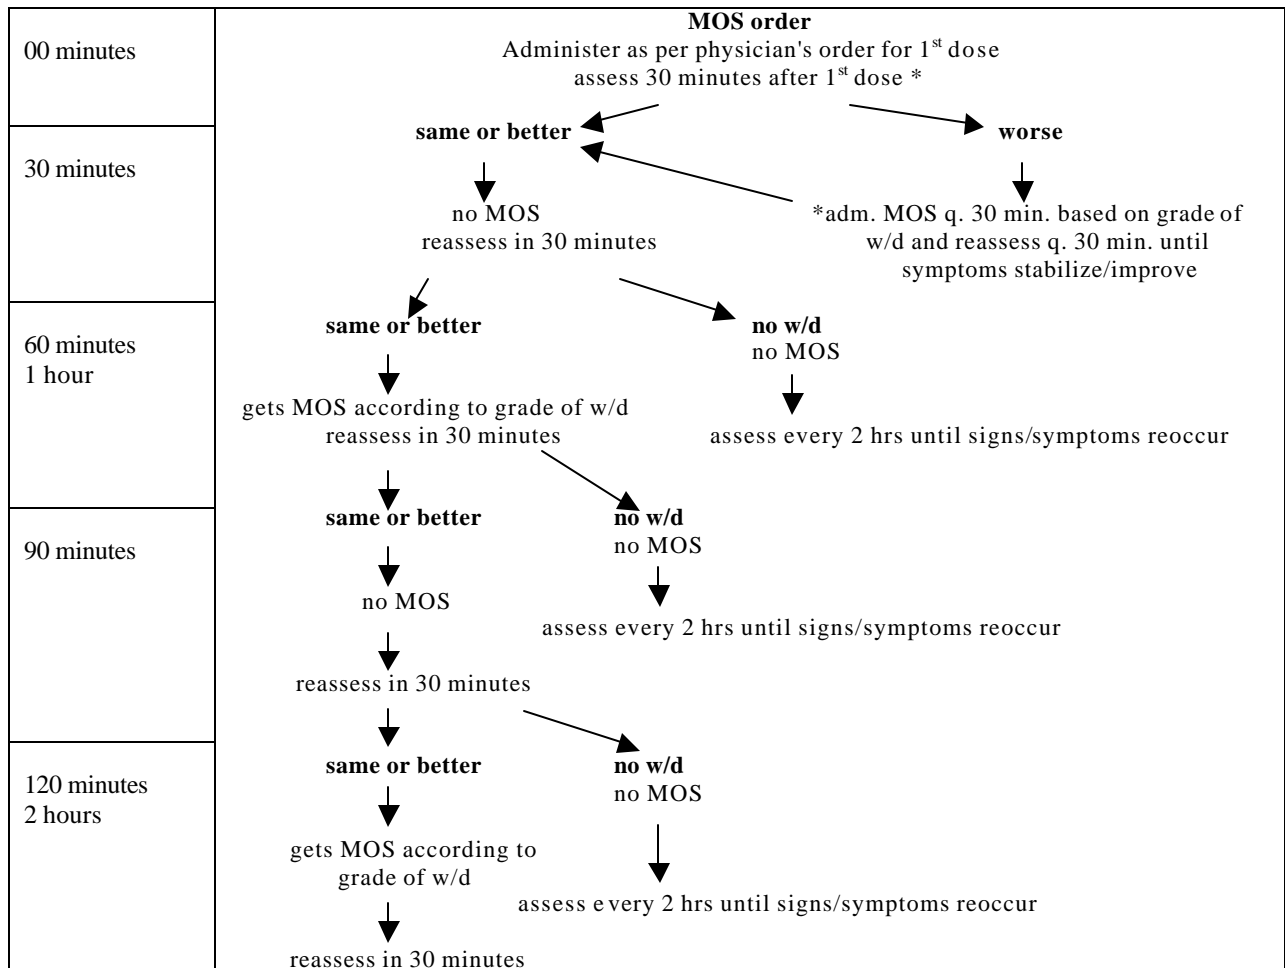 MOS order
00 minutes
Administer as per physician's order for 1st dose
assess 30 minutes after 1st dose *
same or better
worse
30 minutes
no MOS
reassess in 30 minutes
*adm. MOS q. 30 min. based on grade of
w/d and reassess q. 30 min. until
symptoms stabilize/improve
60 minutes
1 hour
same or better
no w/d
no MOS
gets MOS according to grade of w/d
reassess in 30 minutes
assess every 2 hrs until signs/symptoms reoccur
90 minutes
same or better
no w/d
no MOS
no MOS
assess every 2 hrs until signs/symptoms reoccur
reassess in 30 minutes
120 minutes
2 hours
same or better
no w/d
no MOS
gets MOS according to
grade of w/d
assess every 2 hrs until signs/symptoms reoccur
reassess in 30 minutes